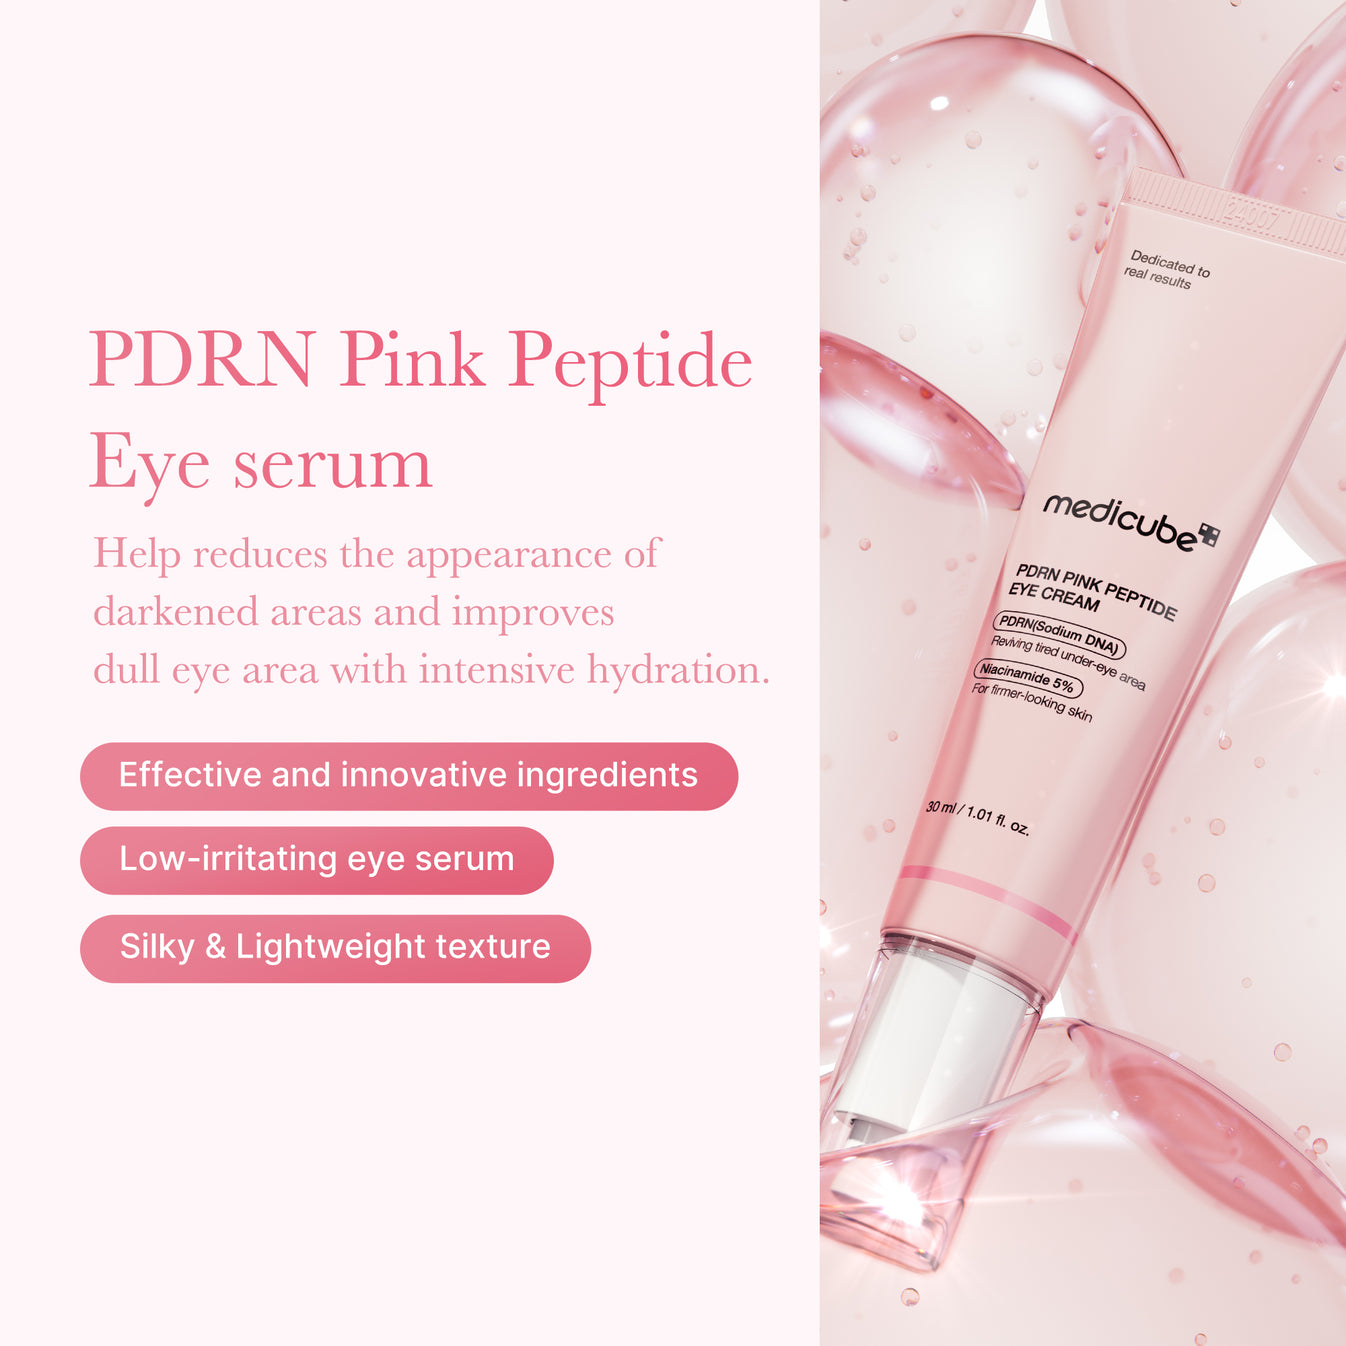 PDRN Pink Peptide
Eye serum
Help reduces the appearance of
darkened areas and improves
dull eye area with intensive hydration.
Effective and innovative ingredients
Low-irritating eye serum
Silky & Lightweight texture
24007
Dedicated to
real results
medicube
PDRN PINK PEPTIDE
EYE CREAM
PDRN(Sodium DNA)
Reviving tired under-eye area
Niacinamide 5%
For firmer-looking skin
30 ml / 1.01 fl. oz.